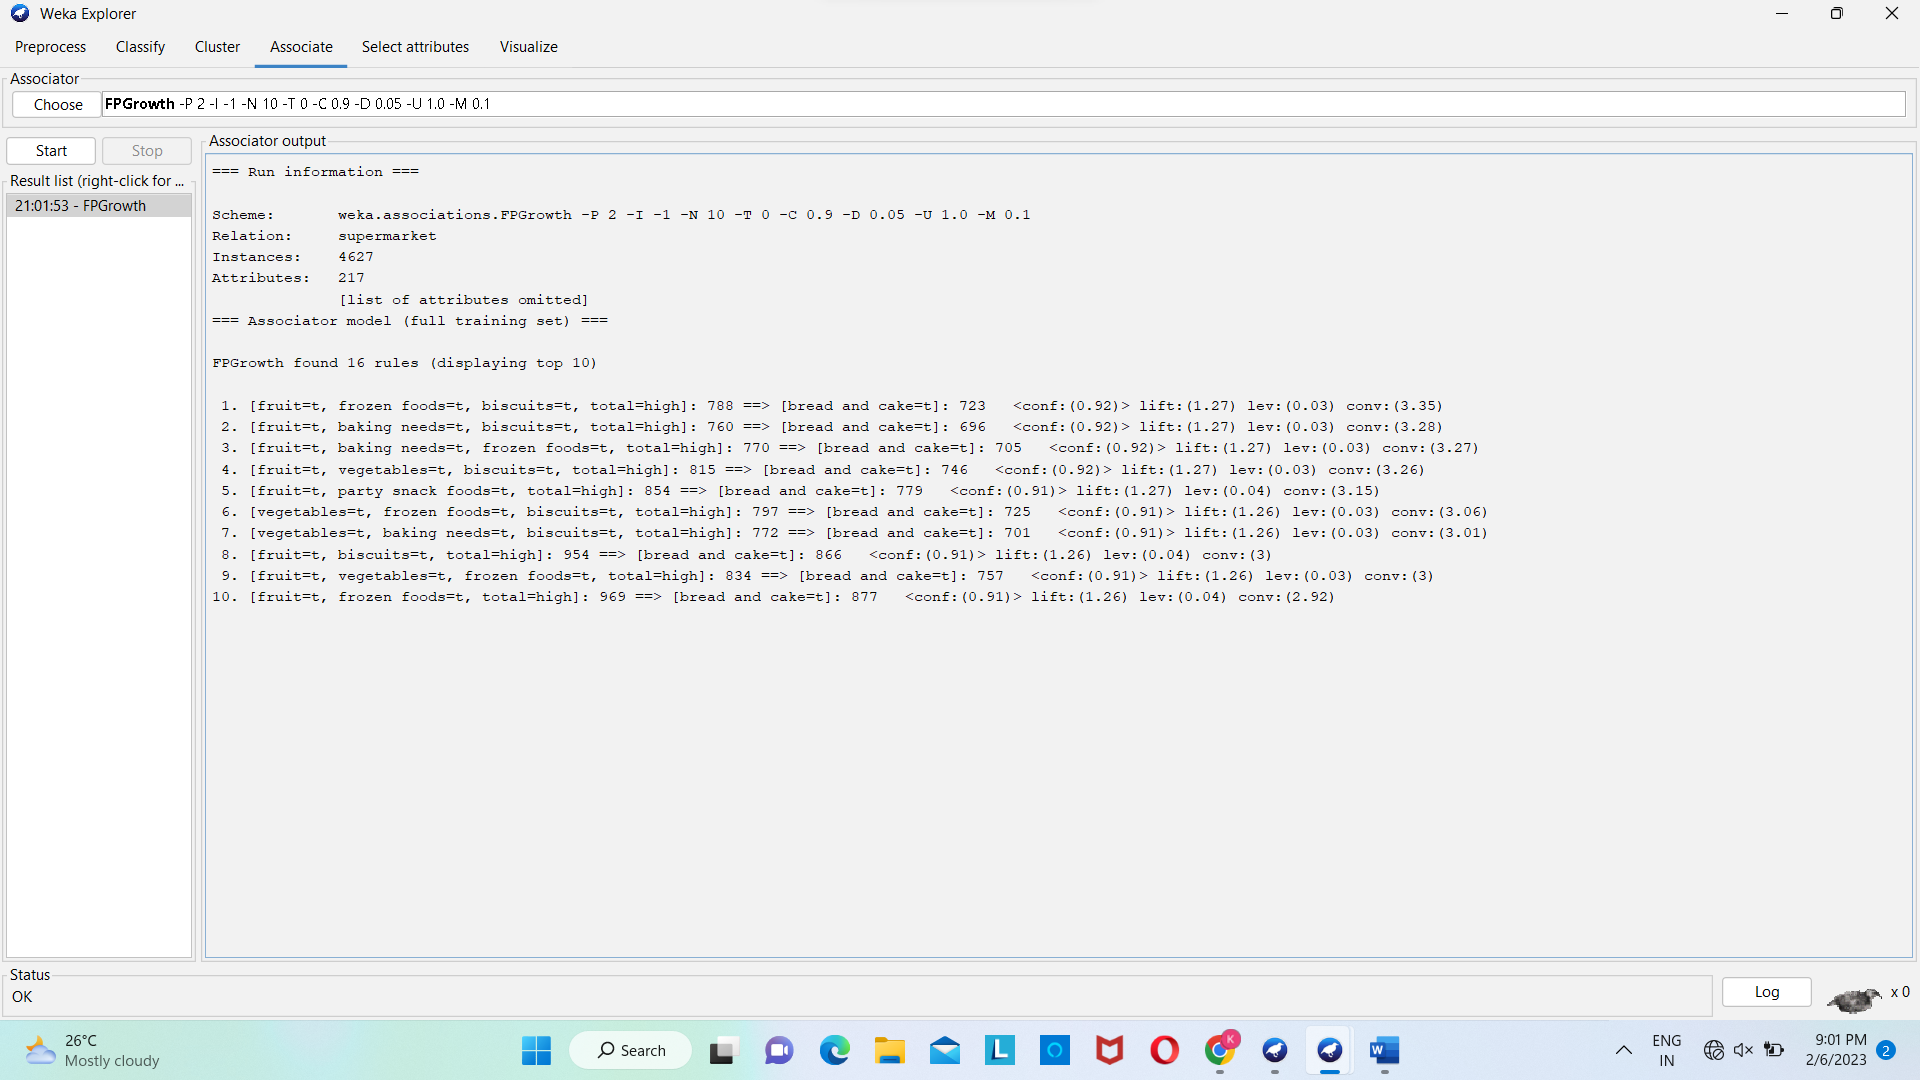 Weka Explorer
Preprocess Classify Cluster Associate Select attributes Visualize
Associator
Choose FPGrowth -P 2 -I -1 -N 10 -T 0 -C 0.9 -D 0.05 -U 1.0 -M 0.1
Start Stop
Result list (right-click for ...
21:01:53 - FPGrowth
Associator output
=== Run information ===
Scheme: weka.associations.FPGrowth -P 2 -I -1 -N 10 -T 0 -C 0.9 -D 0.05 -U 1.0 -M 0.1
Relation: supermarket
Instances: 4627
Attributes: 217
[list of attributes omitted]
=== Associator model (full training set) ===
FPGrowth found 16 rules (displaying top 10)
1. [fruit=t, frozen foods=t, biscuits=t, total=high]: 788 ==> [bread and cake=t]: 723 <conf:(0.92)> lift:(1.27) lev:(0.03) conv:(3.35)
2. [fruit=t, baking needs=t, biscuits=t, total=high]: 760 ==> [bread and cake=t]: 696 <conf:(0.92)> lift:(1.27) lev:(0.03) conv:(3.28)
3. [fruit=t, baking needs=t, frozen foods=t, total=high]: 770 ==> [bread and cake=t]: 705 <conf:(0.92)> lift:(1.27) lev:(0.03) conv:(3.27)
4. [fruit=t, vegetables=t, biscuits=t, total=high]: 815 ==> [bread and cake=t]: 746 <conf:(0.92)> lift:(1.27) lev:(0.03) conv:(3.26)
5. [fruit=t, party snack foods=t, total=high]: 854 ==> [bread and cake=t]: 779 <conf:(0.91)> lift:(1.27) lev:(0.04) conv:(3.15)
6. [vegetables=t, frozen foods=t, biscuits=t, total=high]: 797 ==> [bread and cake=t]: 725 <conf:(0.91)> lift:(1.26) lev:(0.03) conv:(3.06)
7. [vegetables=t, baking needs=t, biscuits=t, total=high]: 772 ==> [bread and cake=t]: 701 <conf:(0.91)> lift:(1.26) lev:(0.03) conv:(3.01)
8. [fruit=t, biscuits=t, total=high]: 954 ==> [bread and cake=t]: 866 <conf:(0.91)> lift:(1.26) lev:(0.04) conv:(3)
9. [fruit=t, vegetables=t, frozen foods=t, total=high]: 834 ==> [bread and cake=t]: 757 <conf:(0.91)> lift:(1.26) lev:(0.03) conv:(3)
10. [fruit=t, frozen foods=t, total=high]: 969 ==> [bread and cake=t]: 877 <conf:(0.91)> lift:(1.26) lev:(0.04) conv:(2.92)
Status
OK
Log
x 0
26°C
Mostly cloudy
Search
L
K
W
ENG
IN
9:01 PM
2/6/2023
2